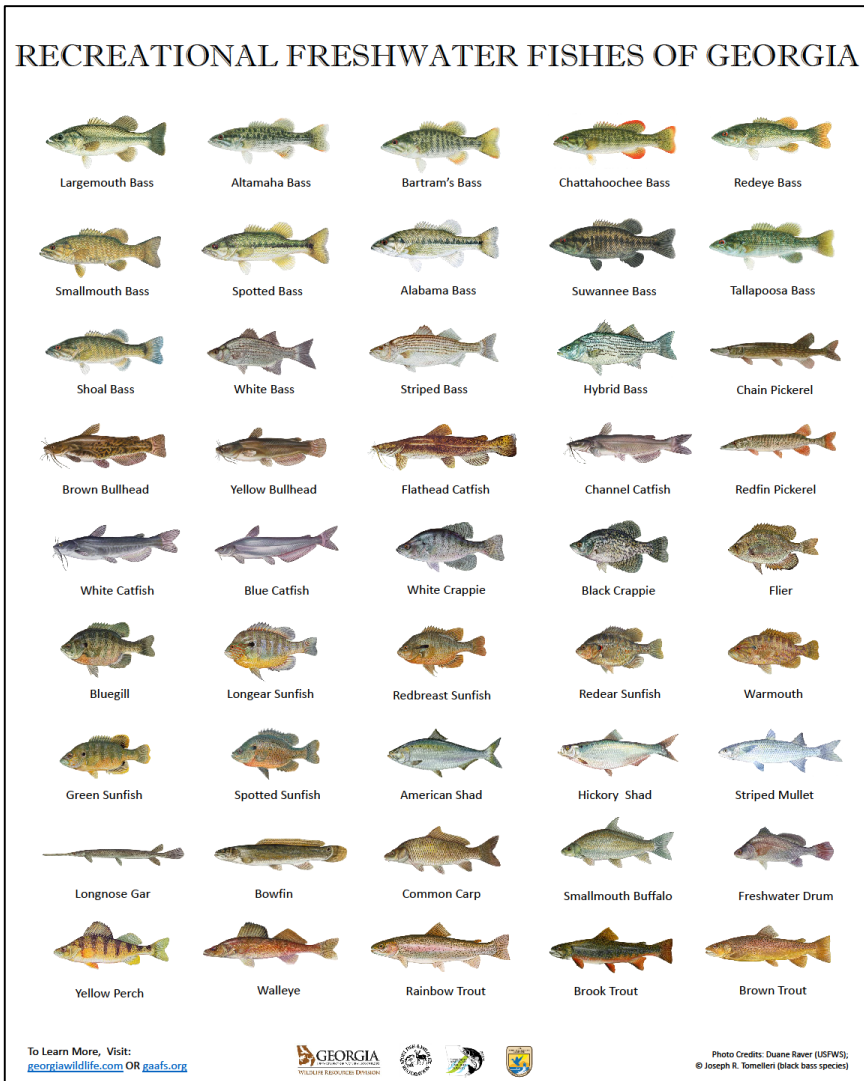 RECREATIONAL FRESHWATER FISHES OF GEORGIA
Largemouth Bass
Altamaha Bass
Bartram's Bass
Chattahoochee Bass
Redeye Bass
Smallmouth Bass
Spotted Bass
Alabama Bass
Suwannee Bass
Tallapoosa Bass
Shoal Bass
White Bass
Striped Bass
Hybrid Bass
Chain Pickerel
Brown Bullhead
Yellow Bullhead
Flathead Catfish
Channel Catfish
Redfin Pickerel
White Catfish
Blue Catfish
White Crappie
Black Crappie
Flier
Bluegill
Longear Sunfish
Redbreast Sunfish
Redear Sunfish
Warmouth
Green Sunfish
Spotted Sunfish
American Shad
Hickory Shad
Striped Mullet
Longnose Gar
Bowfin
Common Carp
Smallmouth Buffalo
Freshwater Drum
Yellow Perch
Walleye
Rainbow Trout
Brook Trout
Brown Trout
To Learn More, Visit:
georgiawildlife.com OR gaafs.org
GEORGIA
WILDLIFE RESOURCES DIVISION
Photo Credits: Duane Raver (USFWS);
© Joseph R. Tomelleri (black bass species)